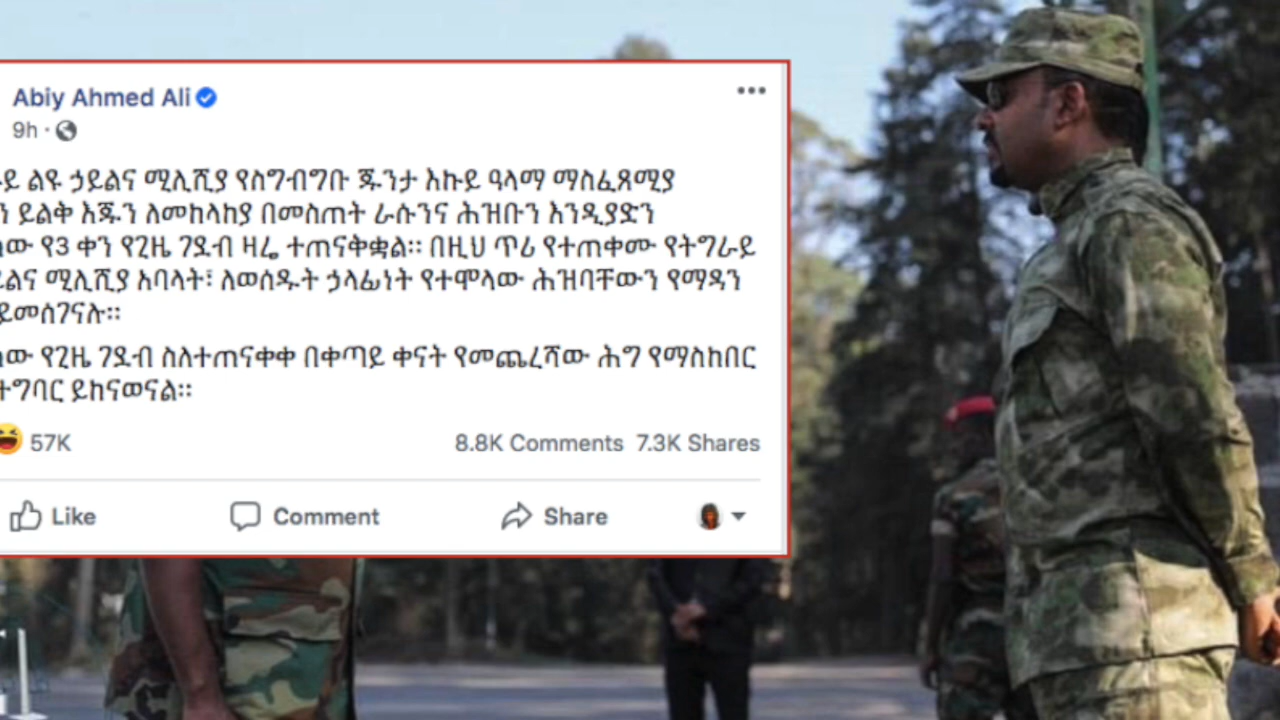 Abiy Ahmed Ali
9h ·
ልዩ ኃይልና ሚሊሺያ የስግብግቡ ጁንታ እኩይ ዓላማ ማስፈጸሚያ
ይልቅ እጁን ለመከላከያ በመስጠት ራሱንና ሕዝቡን እንዲያድን
የ3 ቀን የጊዜ ገደብ ዛሬ ተጠናቅቋል። በዚህ ጥሪ የተጠቀሙ የትግራይ
ሚሊሺያ አባላት፣ ለወሰዱት ኃላፊነት የተሞላው ሕዝባቸውን የማዳን
የጊዜ ገደብ ስለተጠናቀቀ በቀጣይ ቀናት የመጨረሻው ሕግ የማስከበር
ይከናወናል።
57K 8.8K Comments 7.3K Shares
Like Comment Share